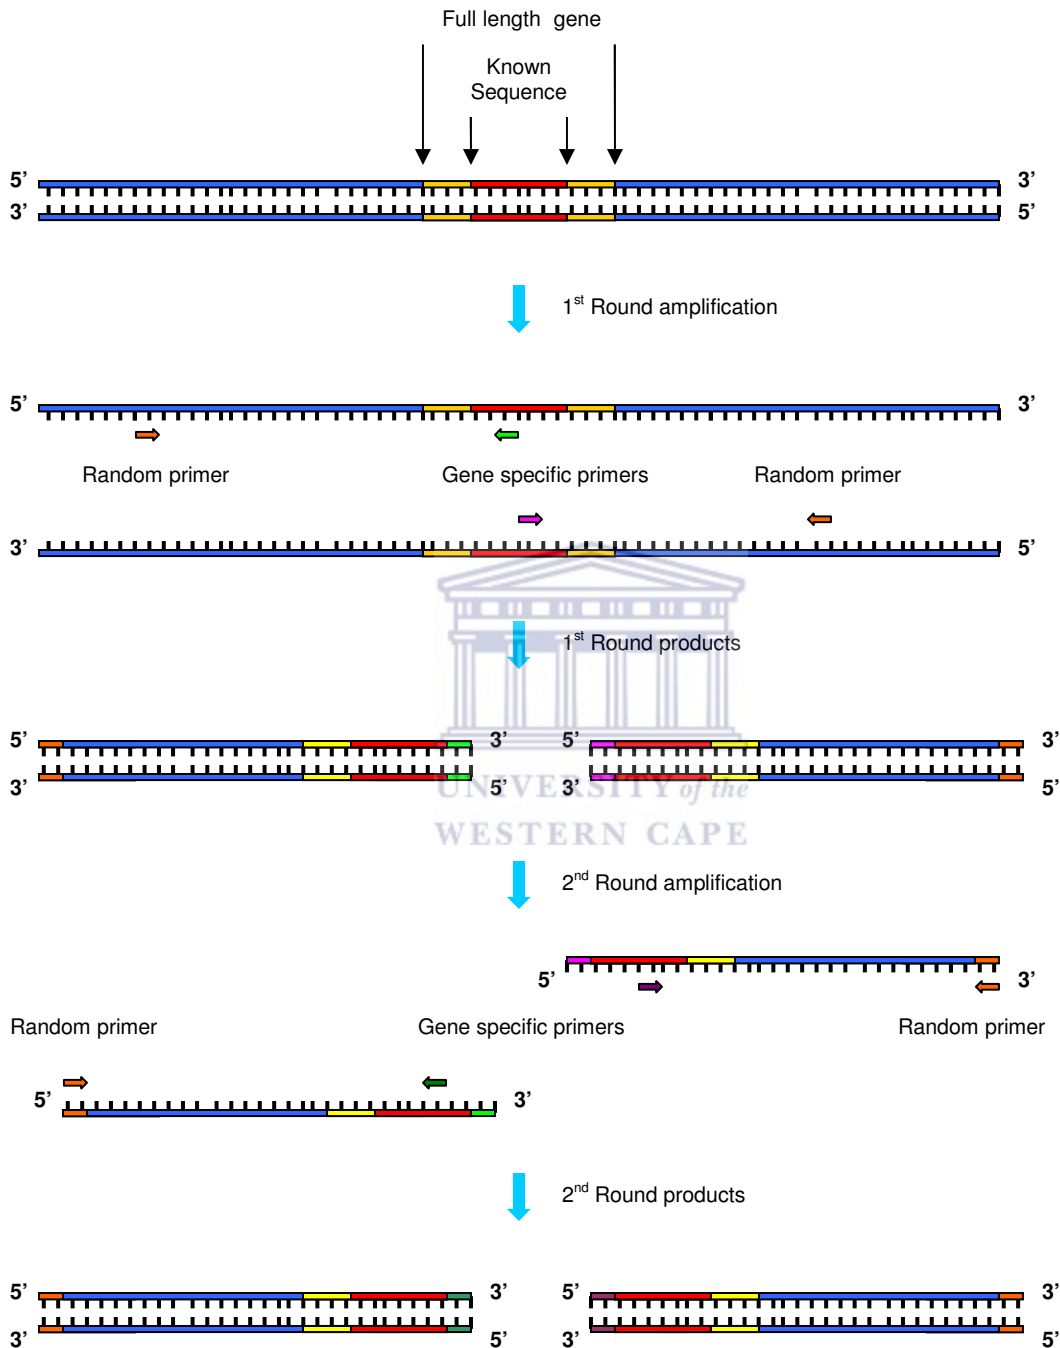 Full length gene
Known
Sequence
5’ 3’
3’ 5’
1st Round amplification
5’ 3’
Random primer Gene specific primers Random primer
3’ 5’
1st Round products
5’ 3’ 5’ 3’
3’ 5’ 3’ 5’
UNIVERSITY of the
WESTERN CAPE
2nd Round amplification
5’ 3’
Random primer Gene specific primers Random primer
5’ 3’
2nd Round products
5’ 3’ 5’ 3’
3’ 5’ 3’ 5’